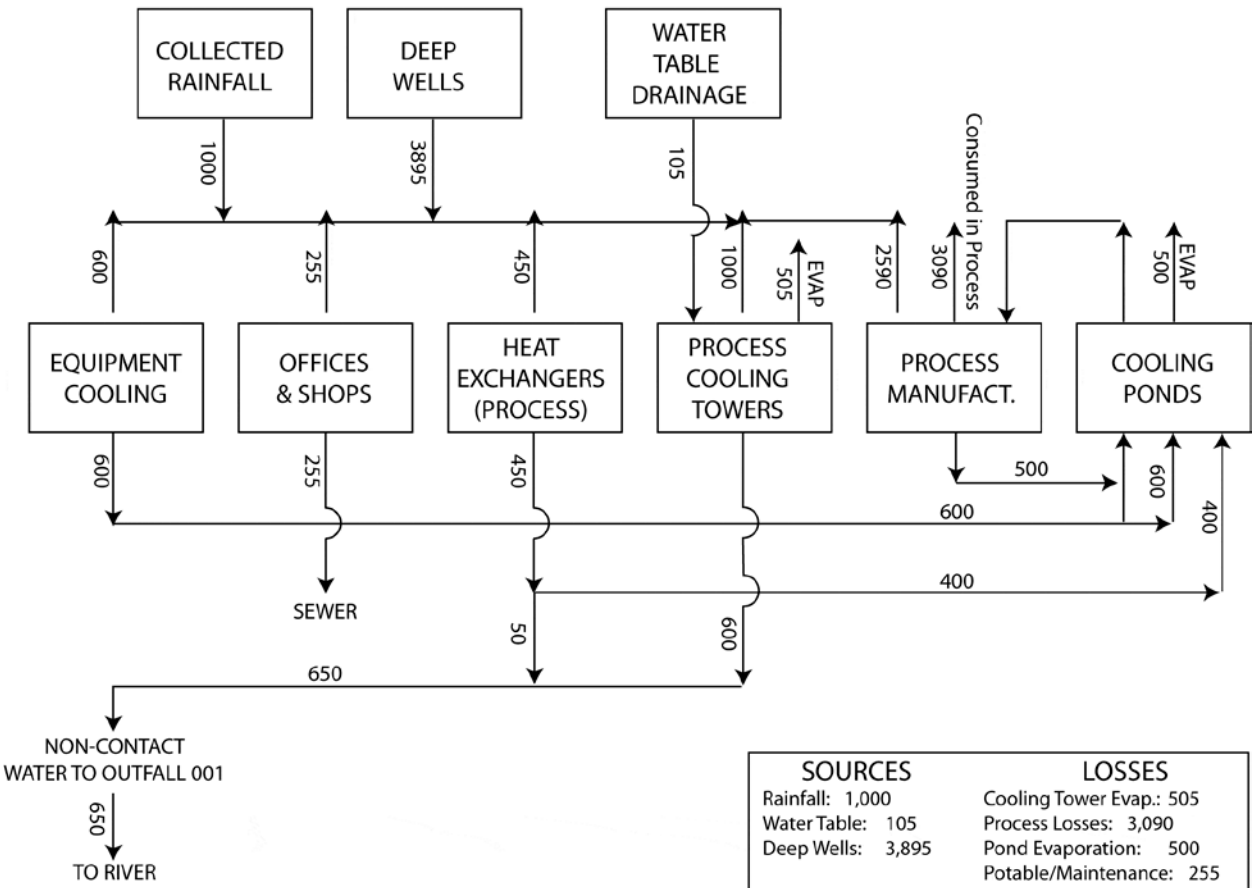 COLLECTED
RAINFALL
DEEP
WELLS
WATER
TABLE
DRAINAGE
1000
3895
105
Consumed in Process
600
255
450
1000
505
EVAP
2590
3090
500
EVAP
EQUIPMENT
COOLING
OFFICES
& SHOPS
HEAT
EXCHANGERS
(PROCESS)
PROCESS
COOLING
TOWERS
PROCESS
MANUFACT.
COOLING
PONDS
600
255
450
500
600
400
600
SEWER
400
50
600
650
NON-CONTACT
WATER TO OUTFALL 001
650
TO RIVER
SOURCES
Rainfall: 1,000
Water Table: 105
Deep Wells: 3,895
LOSSES
Cooling Tower Evap.: 505
Process Losses: 3,090
Pond Evaporation: 500
Potable/Maintenance: 255